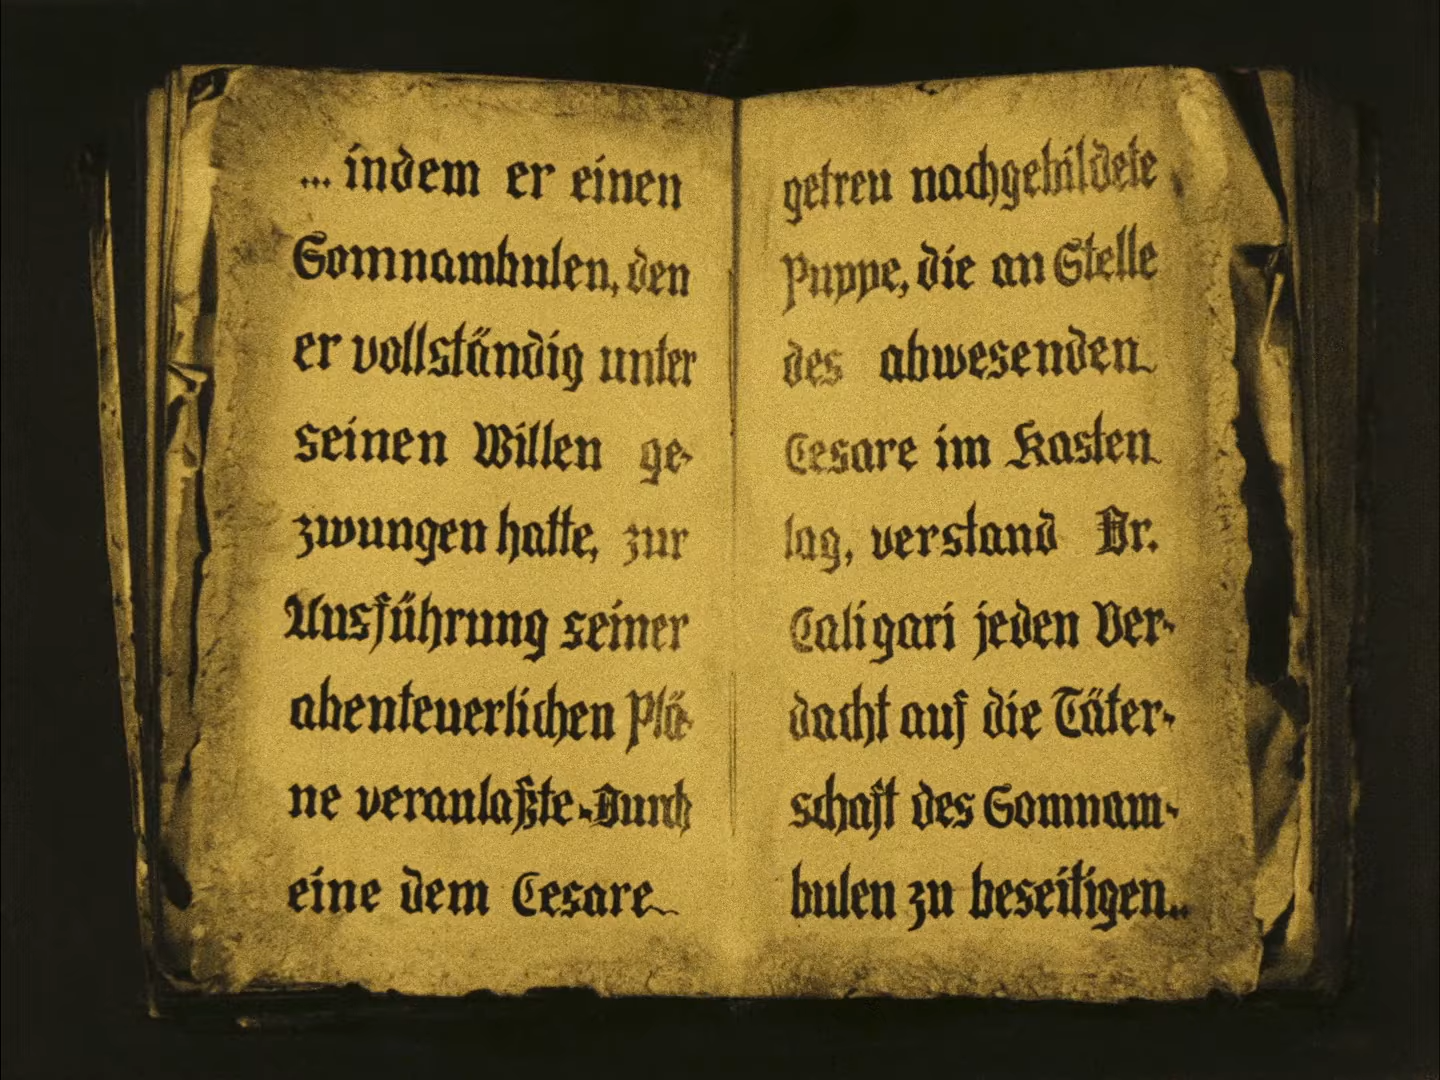 ... indem er einen
Somnambulen, den
er vollständig unter
seinen Willen ge-
zwungen hatte, zur
Ausführung seiner
abenteuerlichen Plä-
ne veranlaßte. Durch
eine dem Cesare
getreu nachgebildete
Puppe, die an Stelle
des abwesenden
Cesare im Kasten
lag, verstand Dr.
Caligari jeden Ver-
dacht auf die Täter-
schaft des Somnam-
bulen zu beseitigen..